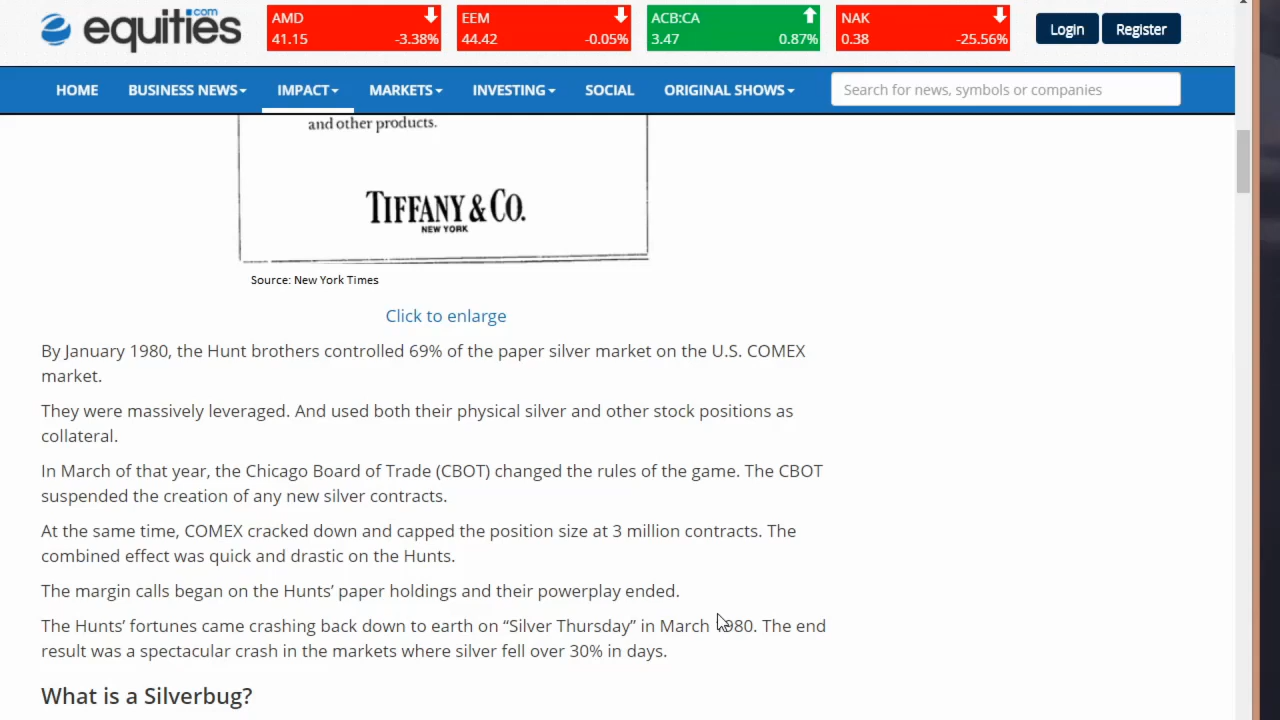 equities.com
AMD
41.15 -3.38%
EEM
44.42 -0.05%
ACB:CA
3.47 0.87%
NAK
0.38 -25.56%
Login Register
HOME BUSINESS NEWS IMPACT MARKETS INVESTING SOCIAL ORIGINAL SHOWS Search for news, symbols or companies
and other products.
TIFFANY & CO.
NEW YORK
Source: New York Times
Click to enlarge
By January 1980, the Hunt brothers controlled 69% of the paper silver market on the U.S. COMEX
market.
They were massively leveraged. And used both their physical silver and other stock positions as
collateral.
In March of that year, the Chicago Board of Trade (CBOT) changed the rules of the game. The CBOT
suspended the creation of any new silver contracts.
At the same time, COMEX cracked down and capped the position size at 3 million contracts. The
combined effect was quick and drastic on the Hunts.
The margin calls began on the Hunts’ paper holdings and their powerplay ended.
The Hunts’ fortunes came crashing back down to earth on “Silver Thursday” in March 1980. The end
result was a spectacular crash in the markets where silver fell over 30% in days.
What is a Silverbug?